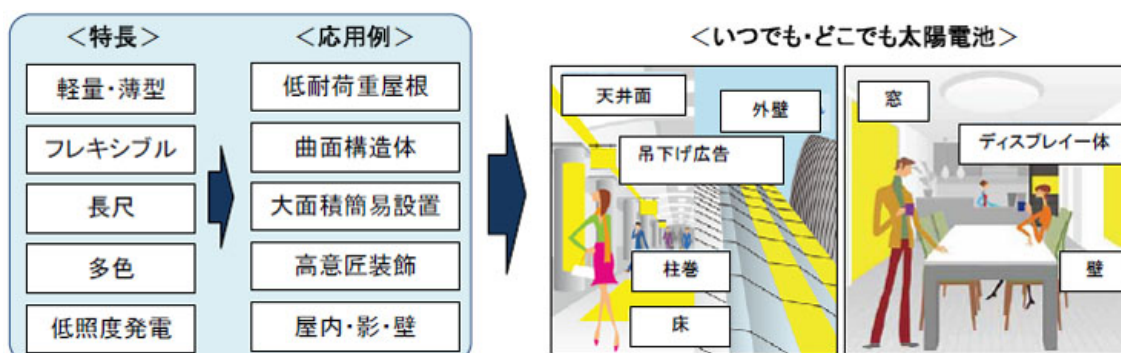 ＜特長＞
軽量・薄型
フレキシブル
長尺
多色
低照度発電
＜応用例＞
低耐荷重屋根
曲面構造体
大面積簡易設置
高意匠装飾
屋内・影・壁
＜いつでも・どこでも太陽電池＞
天井面
外壁
吊下げ広告
柱巻
床
窓
ディスプレイ一体
壁